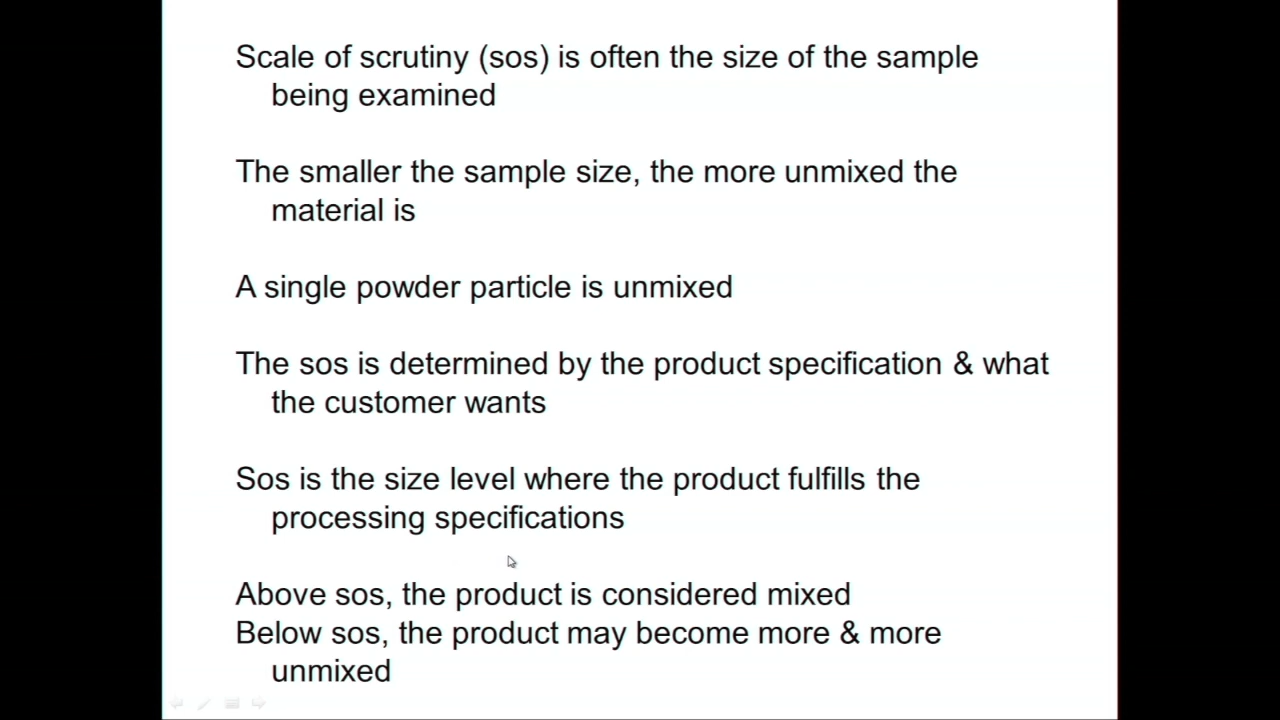 Scale of scrutiny (sos) is often the size of the sample
being examined
The smaller the sample size, the more unmixed the
material is
A single powder particle is unmixed
The sos is determined by the product specification & what
the customer wants
Sos is the size level where the product fulfills the
processing specifications
Above sos, the product is considered mixed
Below sos, the product may become more & more
unmixed